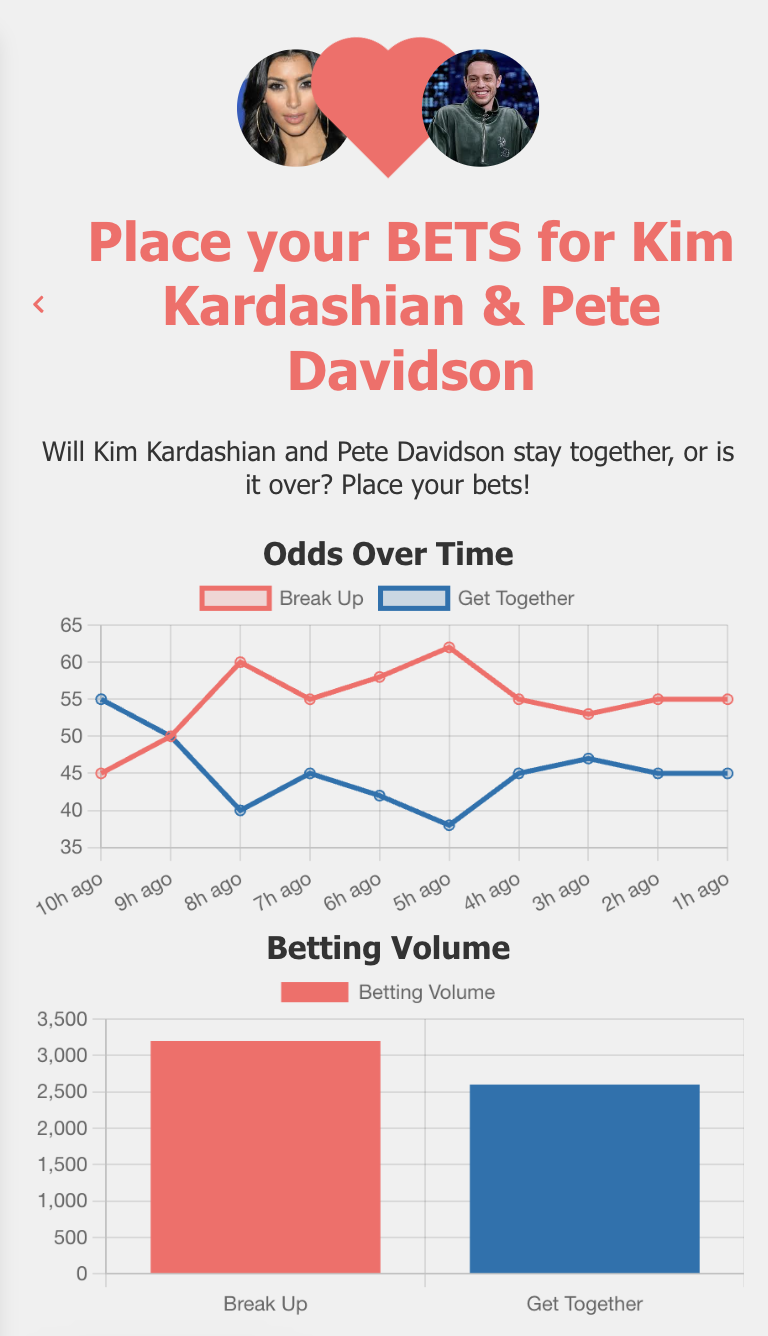 Place your BETS for Kim
Kardashian & Pete
Davidson
Will Kim Kardashian and Pete Davidson stay together, or is
it over? Place your bets!
Odds Over Time
Break Up Get Together
65
60
55
50
45
40
35
10h ago 9h ago 8h ago 7h ago 6h ago 5h ago 4h ago 3h ago 2h ago 1h ago
Betting Volume
Betting Volume
3,500
3,000
2,500
2,000
1,500
1,000
500
0
Break Up Get Together